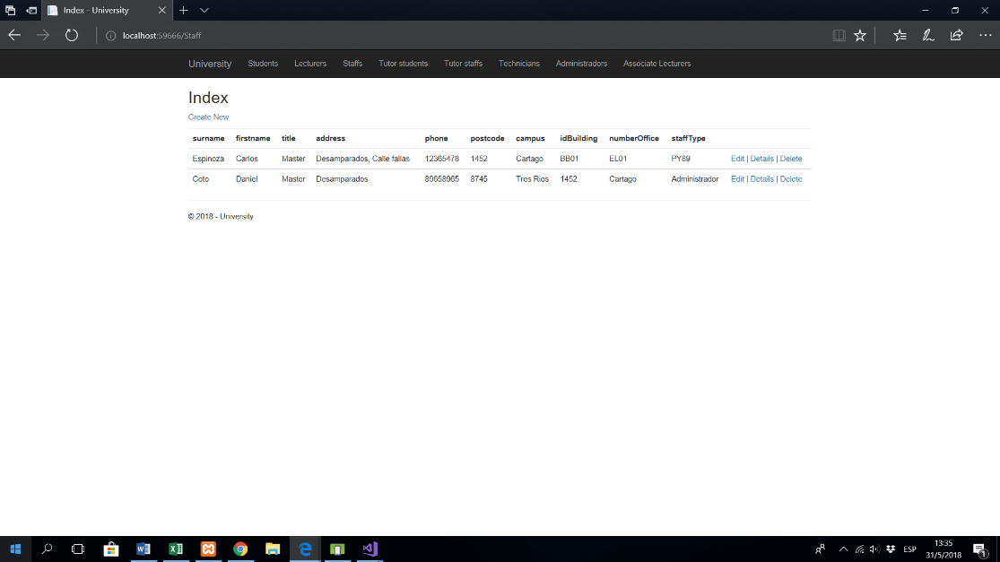 Index - University
localhost:59666/Staff
University Students Lecturers Staffs Tutor students Tutor staffs Technicians Administradors Associate Lecturers
Index
Create New
surname firstname title address phone postcode campus idBuilding numberOffice staffType
Espinoza Carlos Master Desamparados, Calle fallas 12365478 1452 Cartago BB01 EL01 PY89 Edit | Details | Delete
Coto Daniel Master Desamparados 89658965 8745 Tres Rios 1452 Cartago Administrador Edit | Details | Delete
© 2018 - University
ESP 13:35
31/5/2018 1